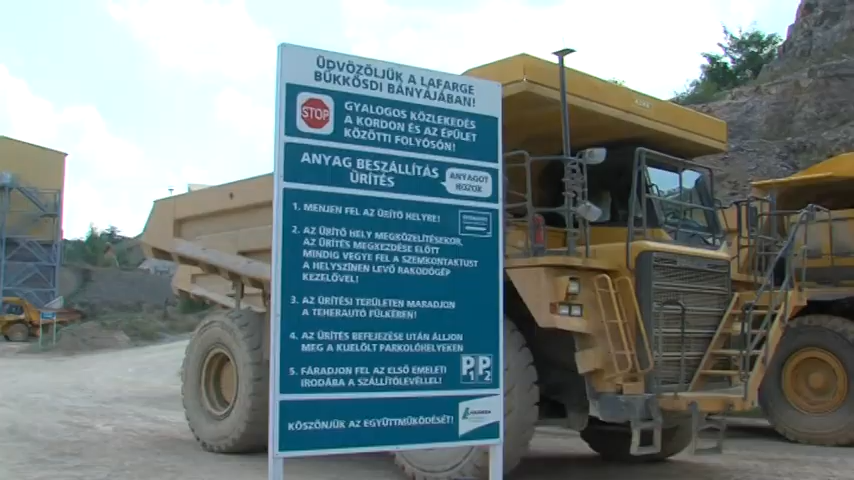 ÜDVÖZÖLJÜK A LAFARGE
BÜKKÖSDI BÁNYÁJÁBAN!
STOP
GYALOGOS KÖZLEKEDÉS
A KORDON ÉS AZ ÉPÜLET
KÖZÖTTI FOLYOSÓN!
ANYAG BESZÁLLÍTÁS
ÜRÍTÉS
ANYAGOT
HOZOK
1. MENJEN FEL AZ ÜRÍTŐ HELYRE!
2. AZ ÜRÍTŐ HELY MEGKÖZELÍTÉSEKOR,
AZ ÜRÍTÉS MEGKEZDÉSE ELŐTT
MINDIG VEGYE FEL A SZEMKONTAKTUST
A HELYSZÍNEN LEVŐ RAKODÓGÉP
KEZELŐVEL!
3. AZ ÜRÍTÉSI TERÜLETEN MARADJON
A TEHERAUTÓ FÜLKÉBEN!
4. AZ ÜRÍTÉS BEFEJEZÉSE UTÁN ÁLLJON
MEG A KIJELÖLT PARKOLÓHELYEKEN!
5. FÁRADJON FEL AZ ELSŐ EMELETI
IRODÁBA A SZÁLLÍTÓLEVÉLLEL!
P1 P2
KÖSZÖNJÜK AZ EGYÜTTMŰKÖDÉST!
LAFARGE